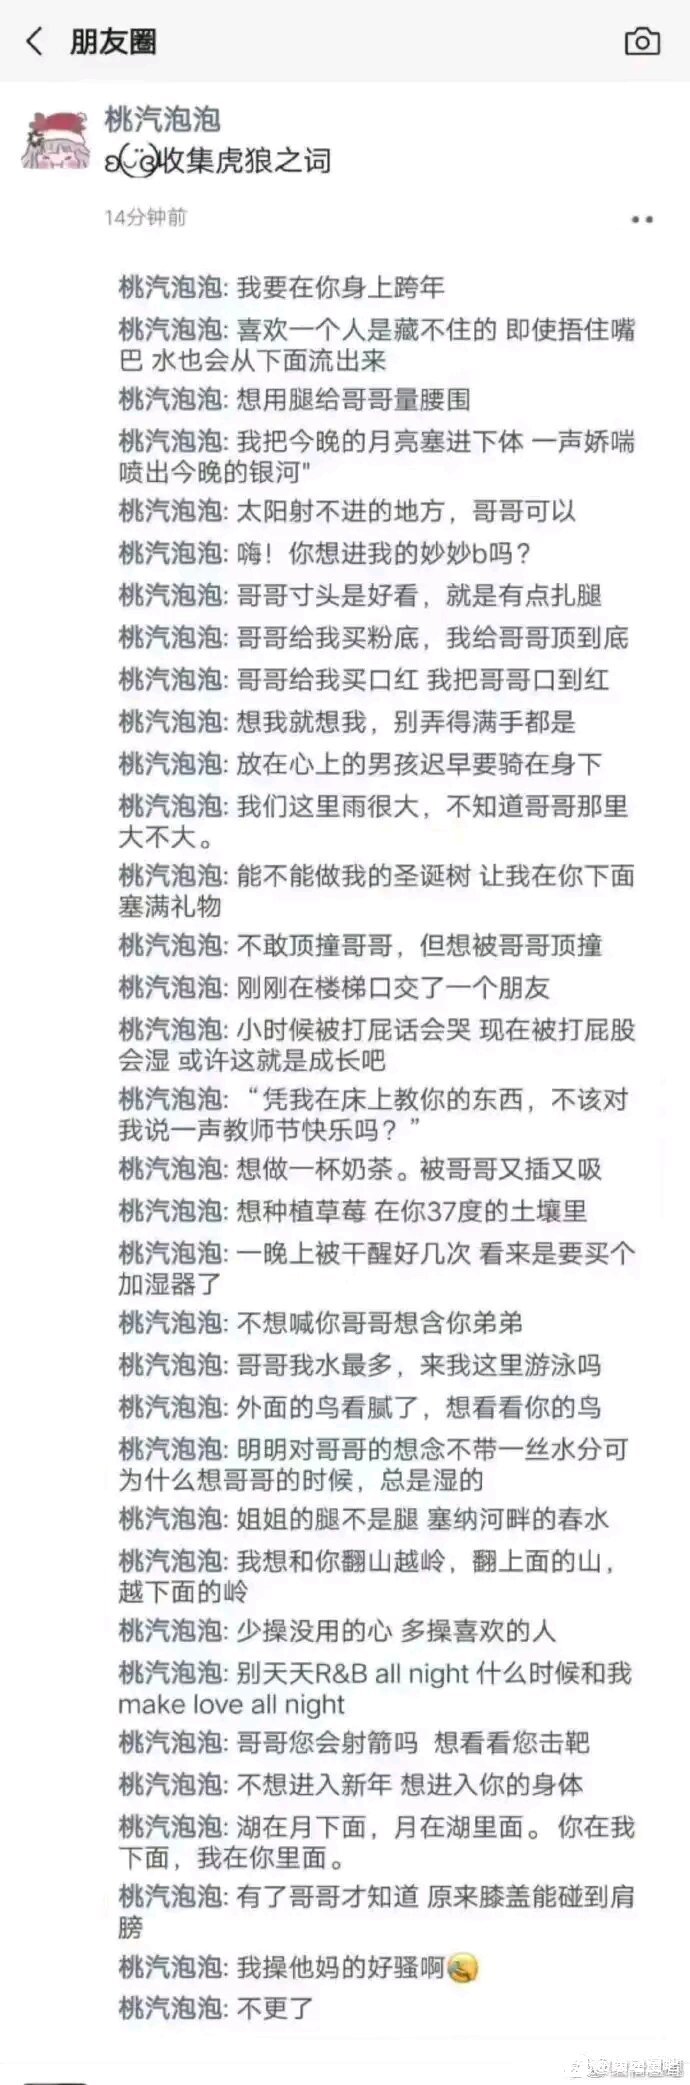 朋友圈
桃汽泡泡
收集虎狼之词
14分钟前
桃汽泡泡: 我要在你身上跨年
桃汽泡泡: 喜欢一个人是藏不住的 即使捂住嘴
巴 水也会从下面流出来
桃汽泡泡: 想用腿给哥哥量腰围
桃汽泡泡: 我把今晚的月亮塞进下体 一声娇喘
喷出今晚的银河"
桃汽泡泡: 太阳射不进的地方，哥哥可以
桃汽泡泡: 嗨！你想进我的妙妙b吗？
桃汽泡泡: 哥哥寸头是好看，就是有点扎腿
桃汽泡泡: 哥哥给我买粉底，我给哥哥顶到底
桃汽泡泡: 哥哥给我买口红 我把哥哥口到红
桃汽泡泡: 想我就想我，别弄得满手都是
桃汽泡泡: 放在心上的男孩迟早要骑在身下
桃汽泡泡: 我们这里雨很大，不知道哥哥那里
大不大。
桃汽泡泡: 能不能做我的圣诞树 让我在你下面
塞满礼物
桃汽泡泡: 不敢顶撞哥哥，但想被哥哥顶撞
桃汽泡泡: 刚刚在楼梯口交了一个朋友
桃汽泡泡: 小时候被打屁话会哭 现在被打屁股
会湿 或许这就是成长吧
桃汽泡泡: “凭我在床上教你的东西，不该对
我说一声教师节快乐吗？”
桃汽泡泡: 想做一杯奶茶。被哥哥又插又吸
桃汽泡泡: 想种植草莓 在你37度的土壤里
桃汽泡泡: 一晚上被干醒好几次 看来是要买个
加湿器了
桃汽泡泡: 不想喊你哥哥想含你弟弟
桃汽泡泡: 哥哥我水最多，来我这里游泳吗
桃汽泡泡: 外面的鸟看腻了，想看看你的鸟
桃汽泡泡: 明明对哥哥的想念不带一丝水分可
为什么想哥哥的时候，总是湿的
桃汽泡泡: 姐姐的腿不是腿 塞纳河畔的春水
桃汽泡泡: 我想和你翻山越岭，翻上面的山，
越下面的岭
桃汽泡泡: 少操没用的心 多操喜欢的人
桃汽泡泡: 别天天R&B all night 什么时候和我
make love all night
桃汽泡泡: 哥哥您会射箭吗 想看看您击靶
桃汽泡泡: 不想进入新年 想进入你的身体
桃汽泡泡: 湖在月下面，月在湖里面。你在我
下面，我在你里面。
桃汽泡泡: 有了哥哥才知道 原来膝盖能碰到肩
膀
桃汽泡泡: 我操他妈的好骚啊
桃汽泡泡: 不更了